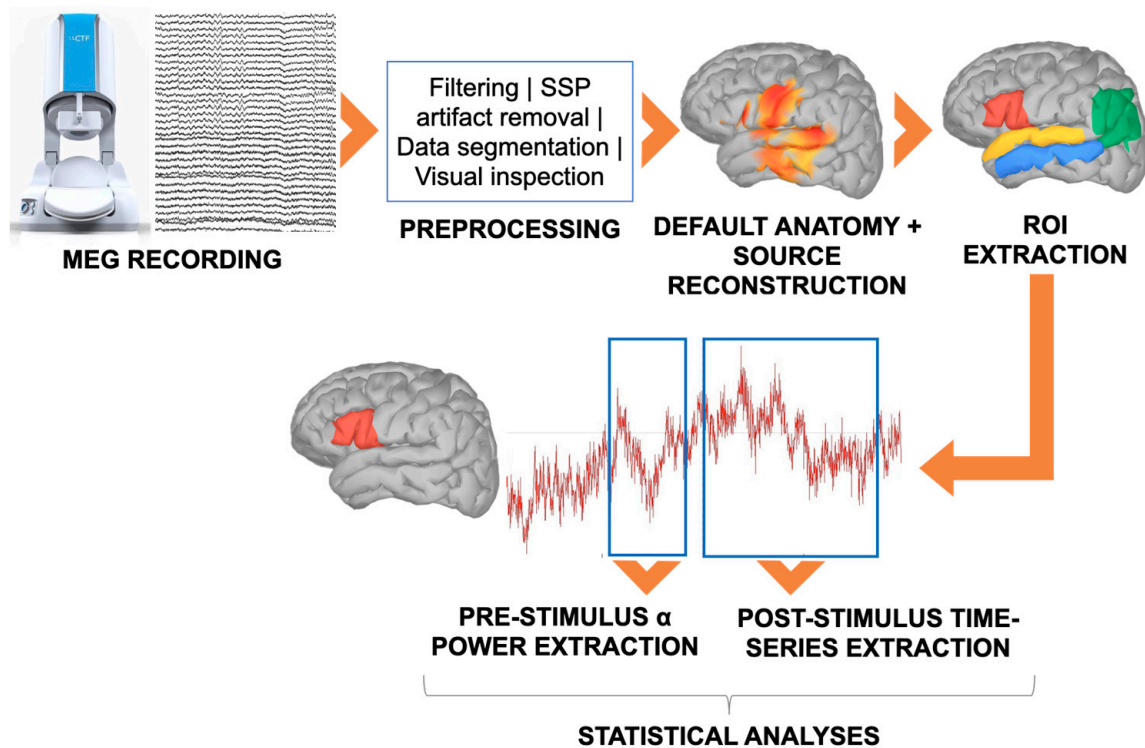 CTF
Filtering | SSP
artifact removal |
Data segmentation |
Visual inspection
MEG RECORDING
PREPROCESSING
DEFAULT ANATOMY +
SOURCE
RECONSTRUCTION
ROI
EXTRACTION
PRE-STIMULUS α
POWER EXTRACTION
POST-STIMULUS TIME-
SERIES EXTRACTION
STATISTICAL ANALYSES